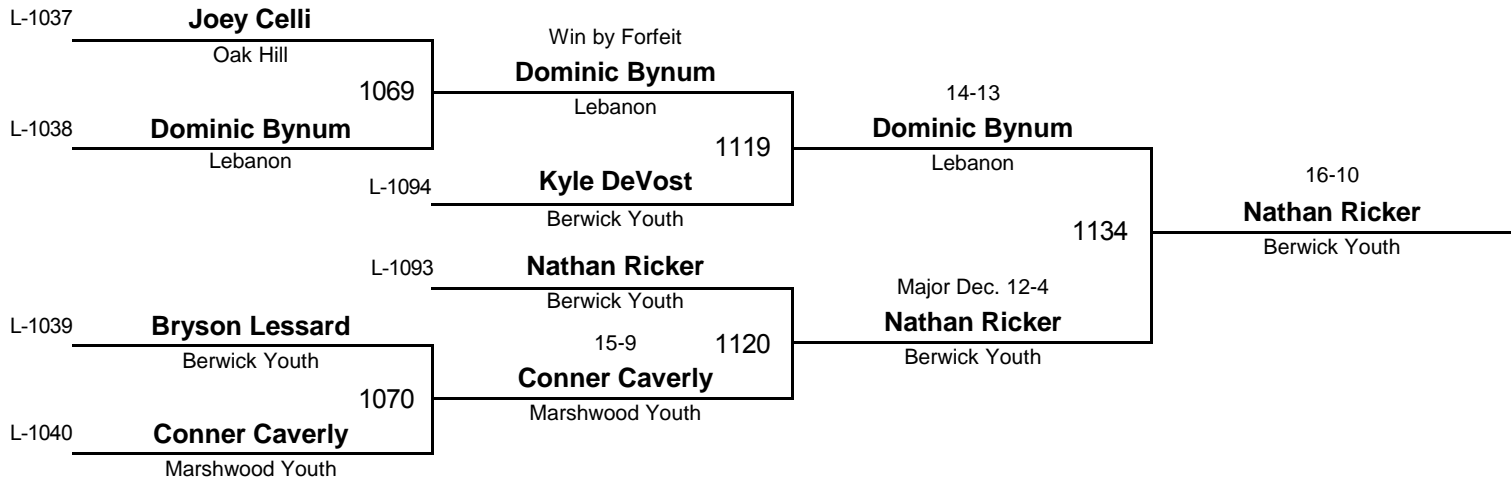 L-1037
Joey Celli
Oak Hill
1069
L-1038
Dominic Bynum
Lebanon
Win by Forfeit
Dominic Bynum
Lebanon
1119
L-1094
Kyle DeVost
Berwick Youth
14-13
Dominic Bynum
Lebanon
1134
16-10
Nathan Ricker
Berwick Youth
L-1093
Nathan Ricker
Berwick Youth
1120
Major Dec. 12-4
Nathan Ricker
Berwick Youth
L-1039
Bryson Lessard
Berwick Youth
1070
15-9
Conner Caverly
Marshwood Youth
L-1040
Conner Caverly
Marshwood Youth